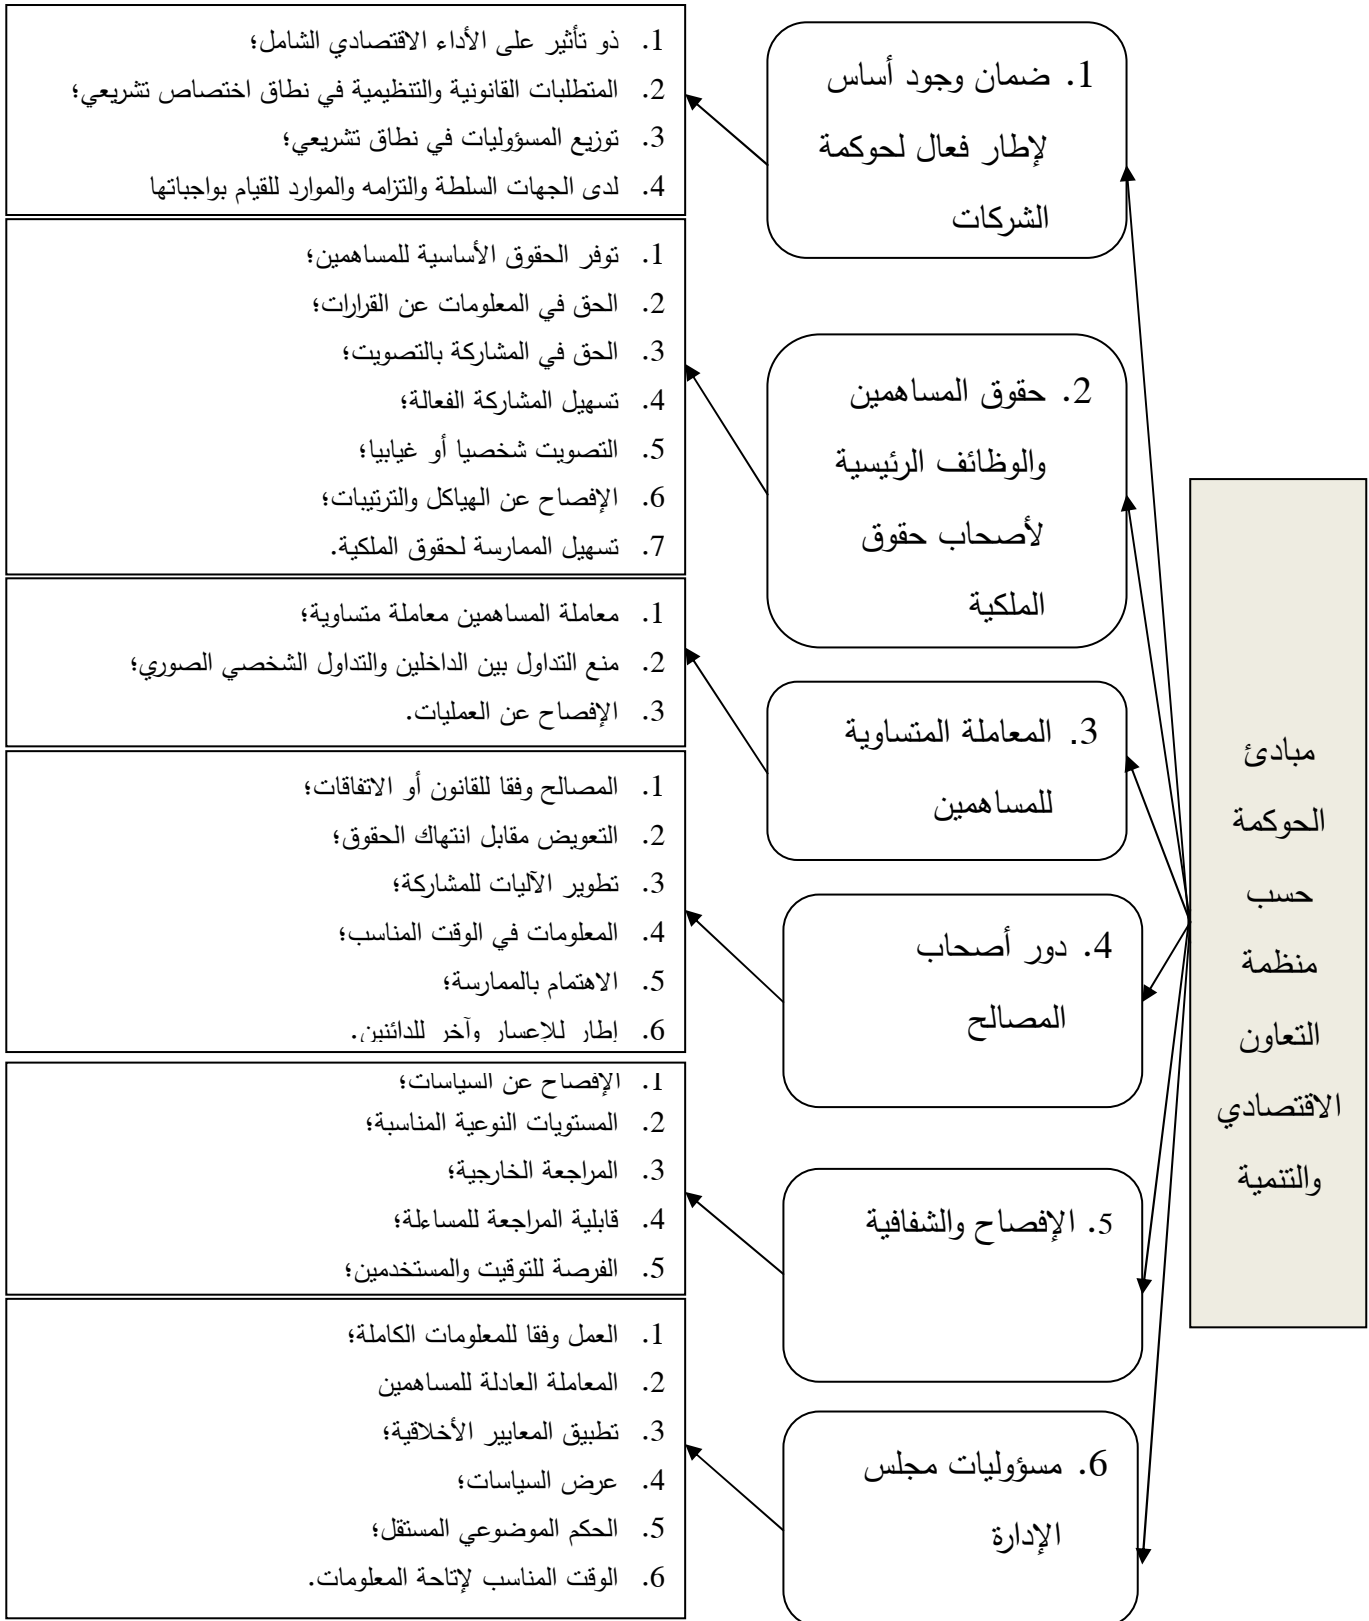 مبادئ
الحوكمة
حسب
منظمة
التعاون
الاقتصادي
والتنمية
1. ضمان وجود أساس
لإطار فعال لحوكمة
الشركات
1. ذو تأثير على الأداء الاقتصادي الشامل؛
2. المتطلبات القانونية والتنظيمية في نطاق اختصاص تشريعي؛
3. توزيع المسؤوليات في نطاق تشريعي؛
4. لدى الجهات السلطة والتزامه والموارد للقيام بواجباتها
2. حقوق المساهمين
والوظائف الرئيسية
لأصحاب حقوق
الملكية
1. توفر الحقوق الأساسية للمساهمين؛
2. الحق في المعلومات عن القرارات؛
3. الحق في المشاركة بالتصويت؛
4. تسهيل المشاركة الفعالة؛
5. التصويت شخصيا أو غيابيا؛
6. الإفصاح عن الهياكل والترتيبات؛
7. تسهيل الممارسة لحقوق الملكية.
3. المعاملة المتساوية
للمساهمين
1. معاملة المساهمين معاملة متساوية؛
2. منع التداول بين الداخلين والتداول الشخصي الصوري؛
3. الإفصاح عن العمليات.
4. دور أصحاب
المصالح
1. المصالح وفقا للقانون أو الاتفاقات؛
2. التعويض مقابل انتهاك الحقوق؛
3. تطوير الآليات للمشاركة؛
4. المعلومات في الوقت المناسب؛
5. الاهتمام بالممارسة؛
6. إطار للإعسار وآخر للدائنين.
5. الإفصاح والشفافية
1. الإفصاح عن السياسات؛
2. المستويات النوعية المناسبة؛
3. المراجعة الخارجية؛
4. قابلية المراجعة للمساءلة؛
5. الفرصة للتوقيت والمستخدمين؛
6. مسؤوليات مجلس
الإدارة
1. العمل وفقا للمعلومات الكاملة؛
2. المعاملة العادلة للمساهمين
3. تطبيق المعايير الأخلاقية؛
4. عرض السياسات؛
5. الحكم الموضوعي المستقل؛
6. الوقت المناسب لإتاحة المعلومات.